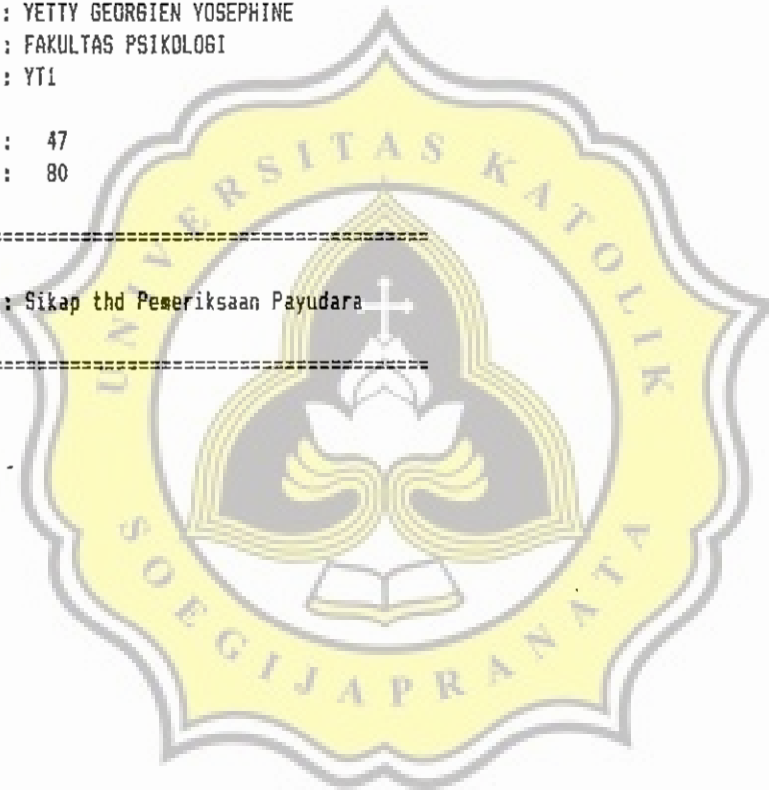 : YETTY GEORGIEN YOSEPHINE
: FAKULTAS PSIKOLOGI
: YT1
: 47
: 80
==============================================
: Sikap thd Pemeriksaan Payudara
==============================================
-
UNIVERSITAS KATOLIK
SOEGIJAPRANATA